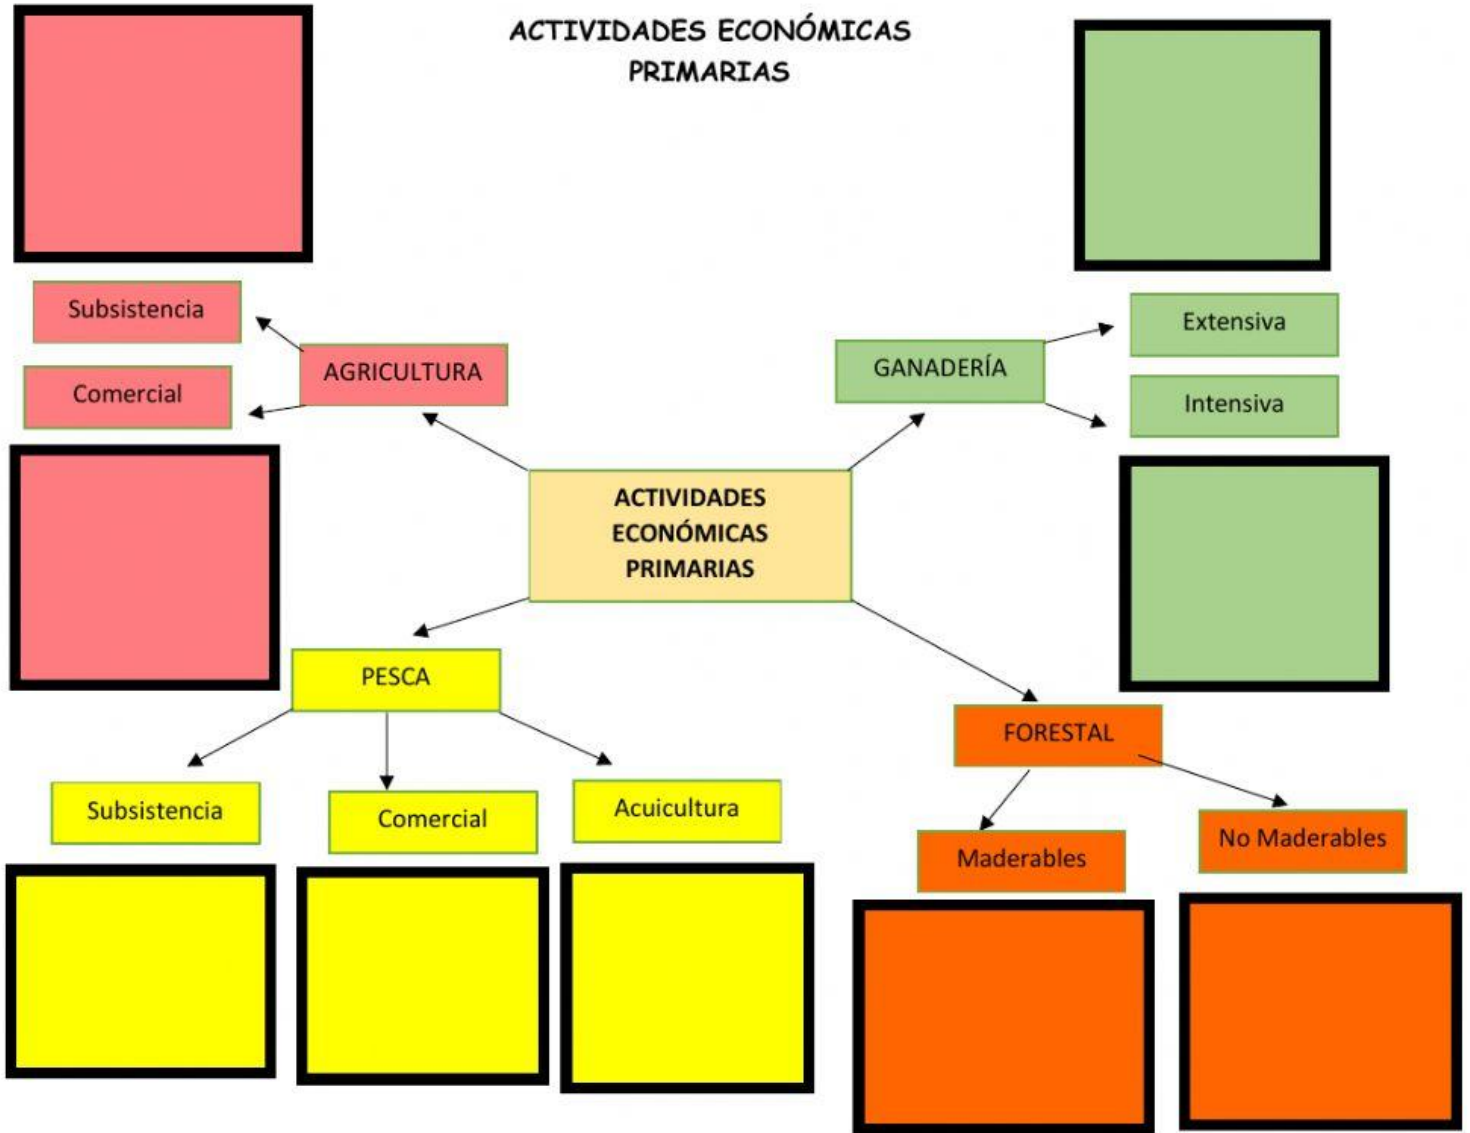 ACTIVIDADES ECONÓMICAS
PRIMARIAS
Subsistencia
Comercial
AGRICULTURA
GANADERÍA
Extensiva
Intensiva
ACTIVIDADES
ECONÓMICAS
PRIMARIAS
PESCA
Subsistencia
Comercial
Acuicultura
FORESTAL
Maderables
No Maderables